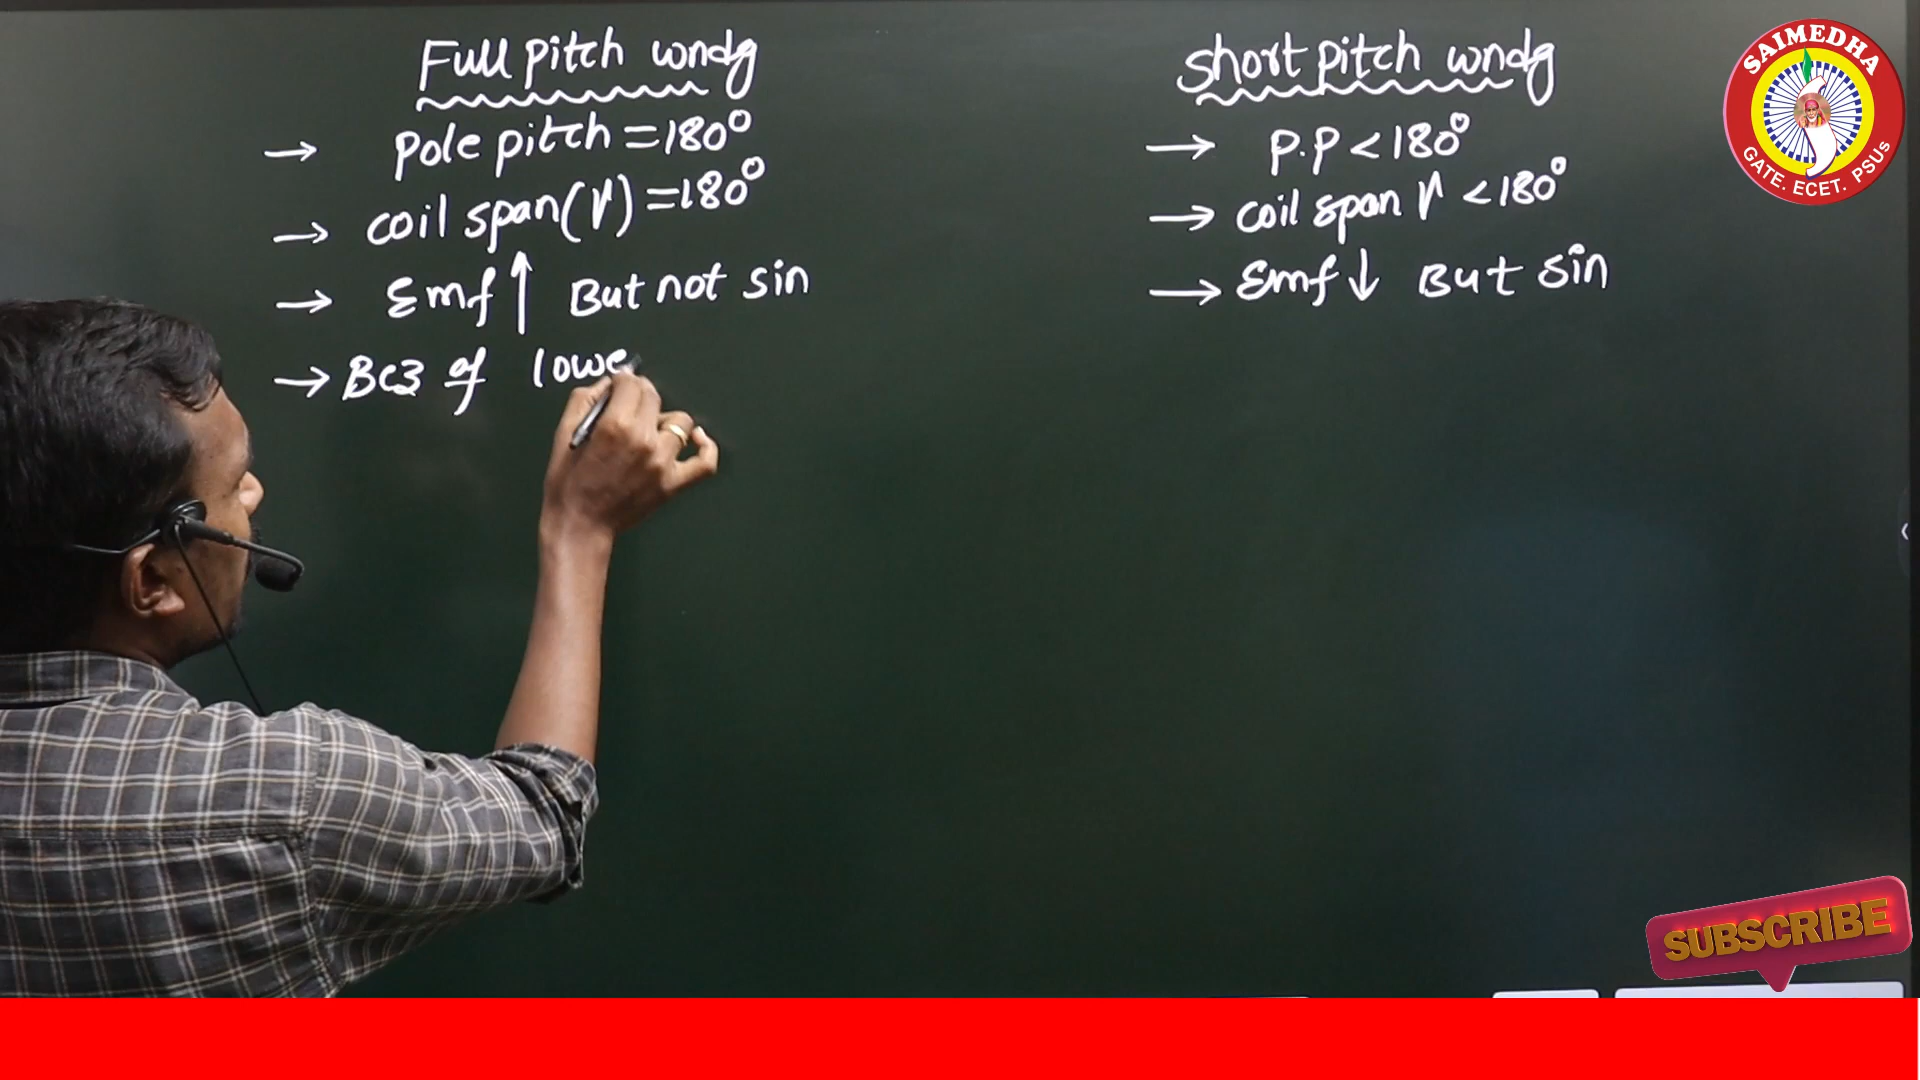 Full pitch wndg
→ pole pitch = 180°
→ coil span(γ) = 180°
→ Emf ↑ But not sin
→ Bcz of lowe
short pitch wndg
→ P.P < 180°
→ coil span γ < 180°
→ Emf ↓ But sin
SAIMEDHA
GATE. ECET. PSUs
SUBSCRIBE